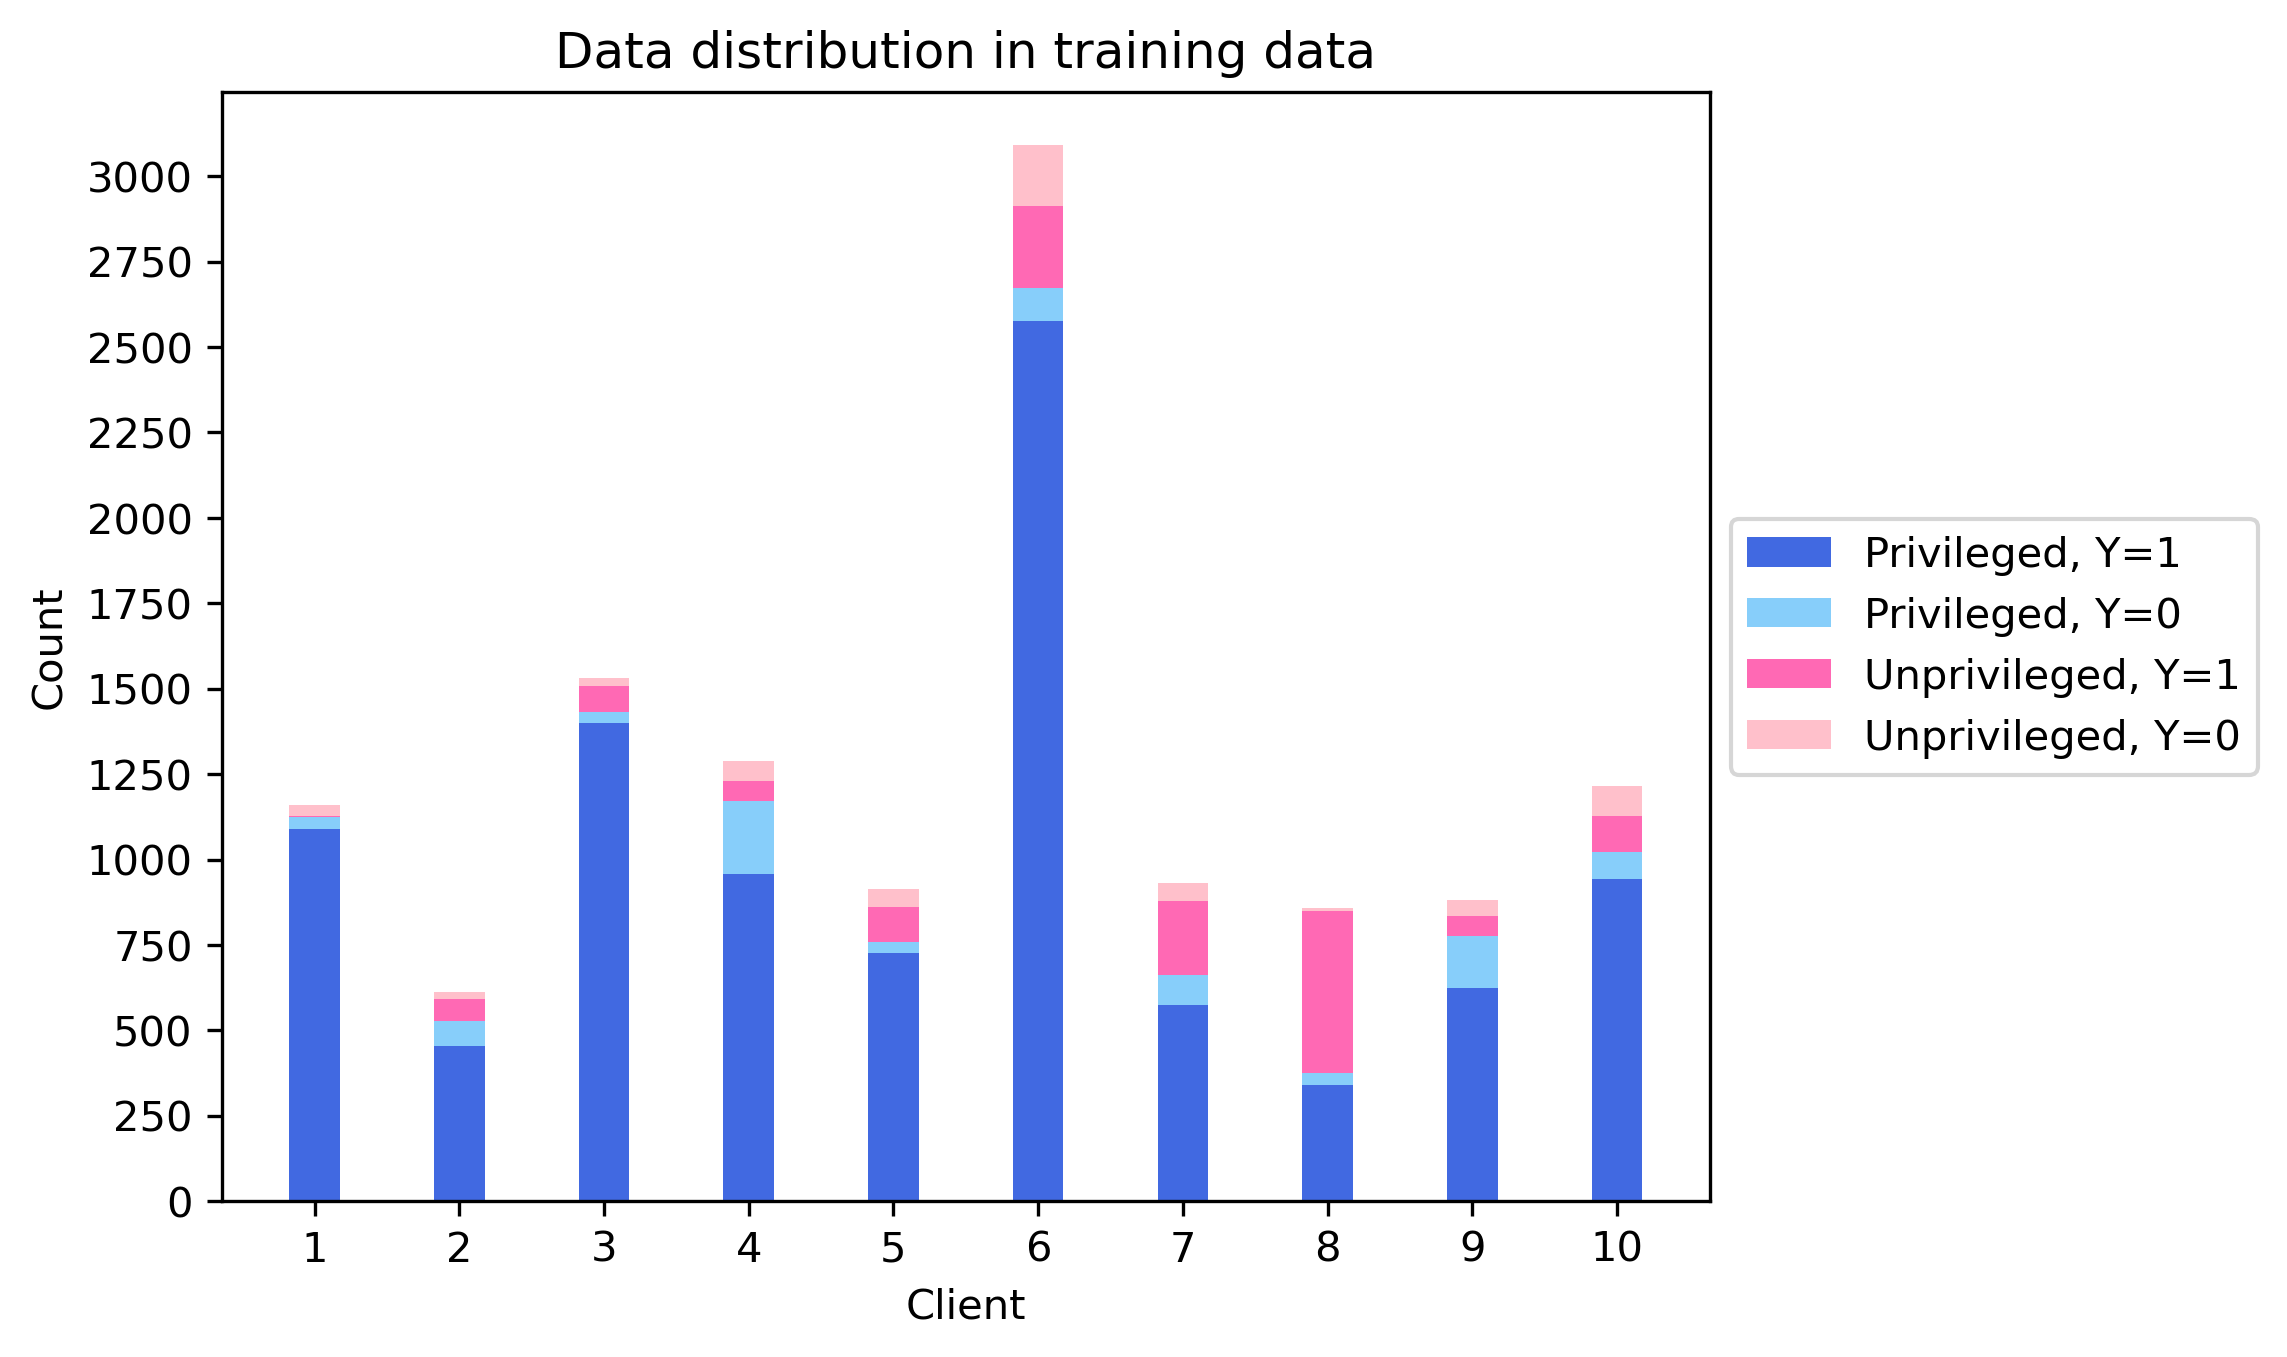 Data distribution in training data
3000
2750
2500
2250
2000
1750
1500
1250
1000
750
500
250
0
Count
1 2 3 4 5 6 7 8 9 10
Client
Privileged, Y=1
Privileged, Y=0
Unprivileged, Y=1
Unprivileged, Y=0